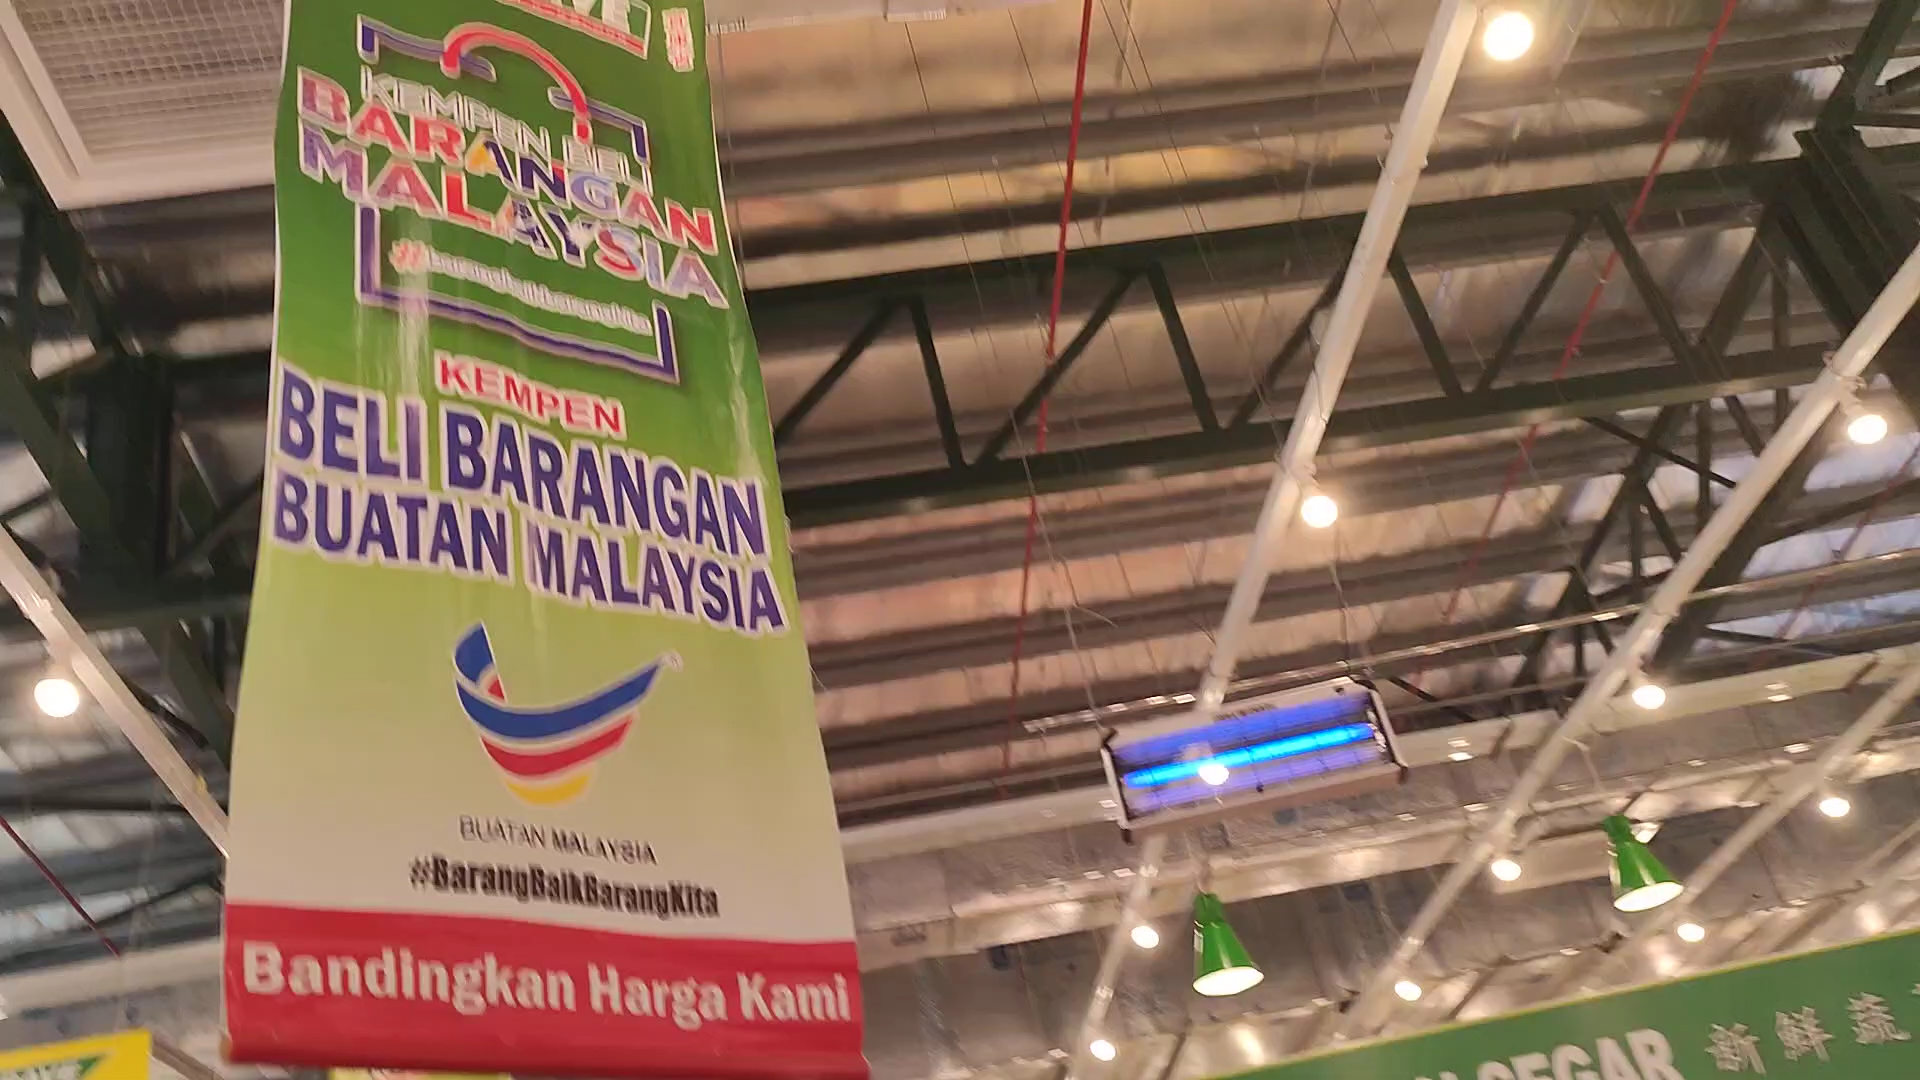 KEMPEN BELI
BARANGAN
MALAYSIA
#barangbaikbarangkita
KEMPEN
BELI BARANGAN
BUATAN MALAYSIA
BUATAN MALAYSIA
#BarangBaikBarangKita
Bandingkan Harga Kami
SEGAR 新鮮蔬